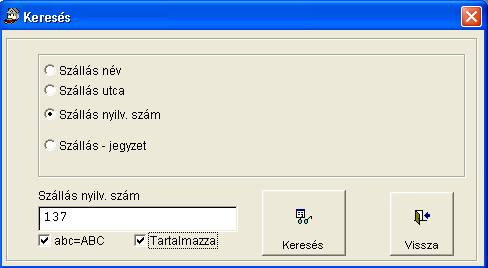 Keresés
Szállás név
Szállás utca
Szállás nyilv. szám
Szállás - jegyzet
Szállás nyilv. szám
137
abc=ABC Tartalmazza
Keresés Vissza